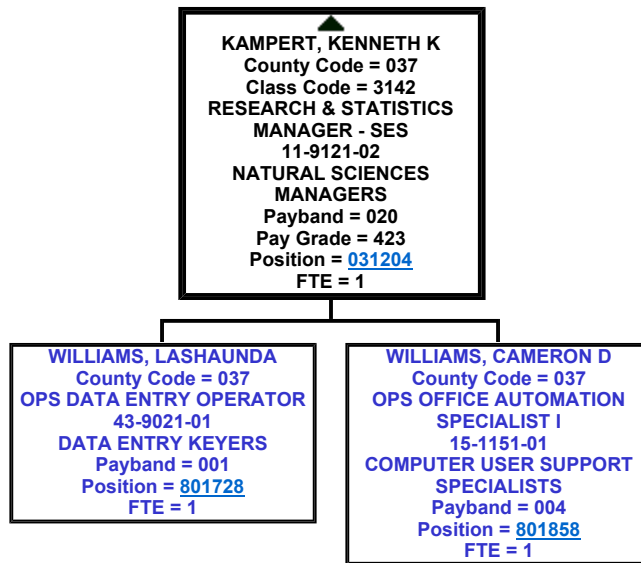 KAMPERT, KENNETH K
County Code = 037
Class Code = 3142
RESEARCH & STATISTICS
MANAGER - SES
11-9121-02
NATURAL SCIENCES
MANAGERS
Payband = 020
Pay Grade = 423
Position = 031204
FTE = 1
WILLIAMS, LASHAUNDA
County Code = 037
OPS DATA ENTRY OPERATOR
43-9021-01
DATA ENTRY KEYERS
Payband = 001
Position = 801728
FTE = 1
WILLIAMS, CAMERON D
County Code = 037
OPS OFFICE AUTOMATION
SPECIALIST I
15-1151-01
COMPUTER USER SUPPORT
SPECIALISTS
Payband = 004
Position = 801858
FTE = 1